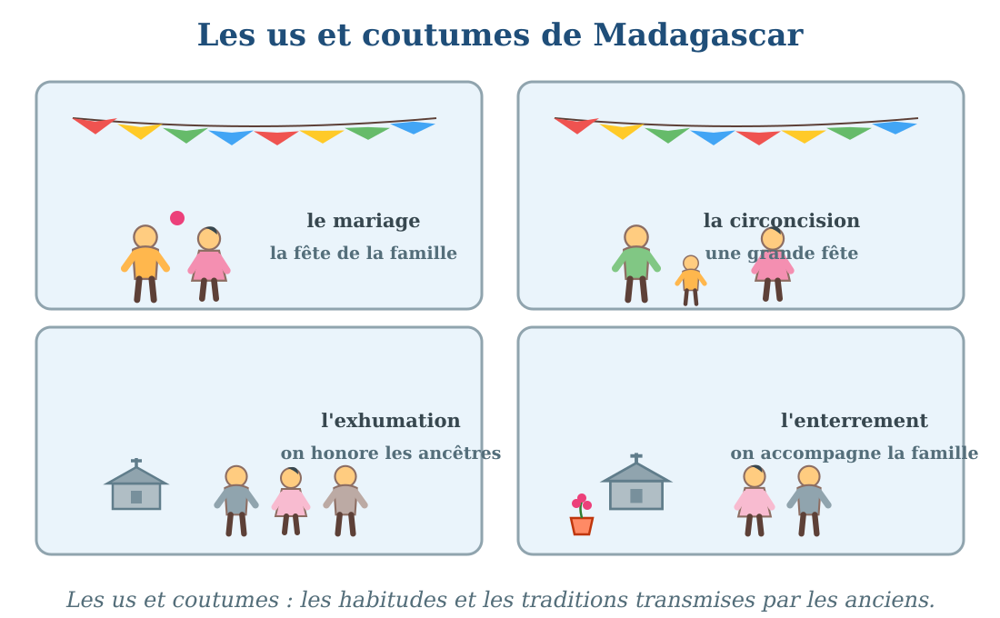 Les us et coutumes de Madagascar
le mariage
la fête de la famille
la circoncision
une grande fête
l'exhumation
on honore les ancêtres
l'enterrement
on accompagne la famille
Les us et coutumes : les habitudes et les traditions transmises par les anciens.